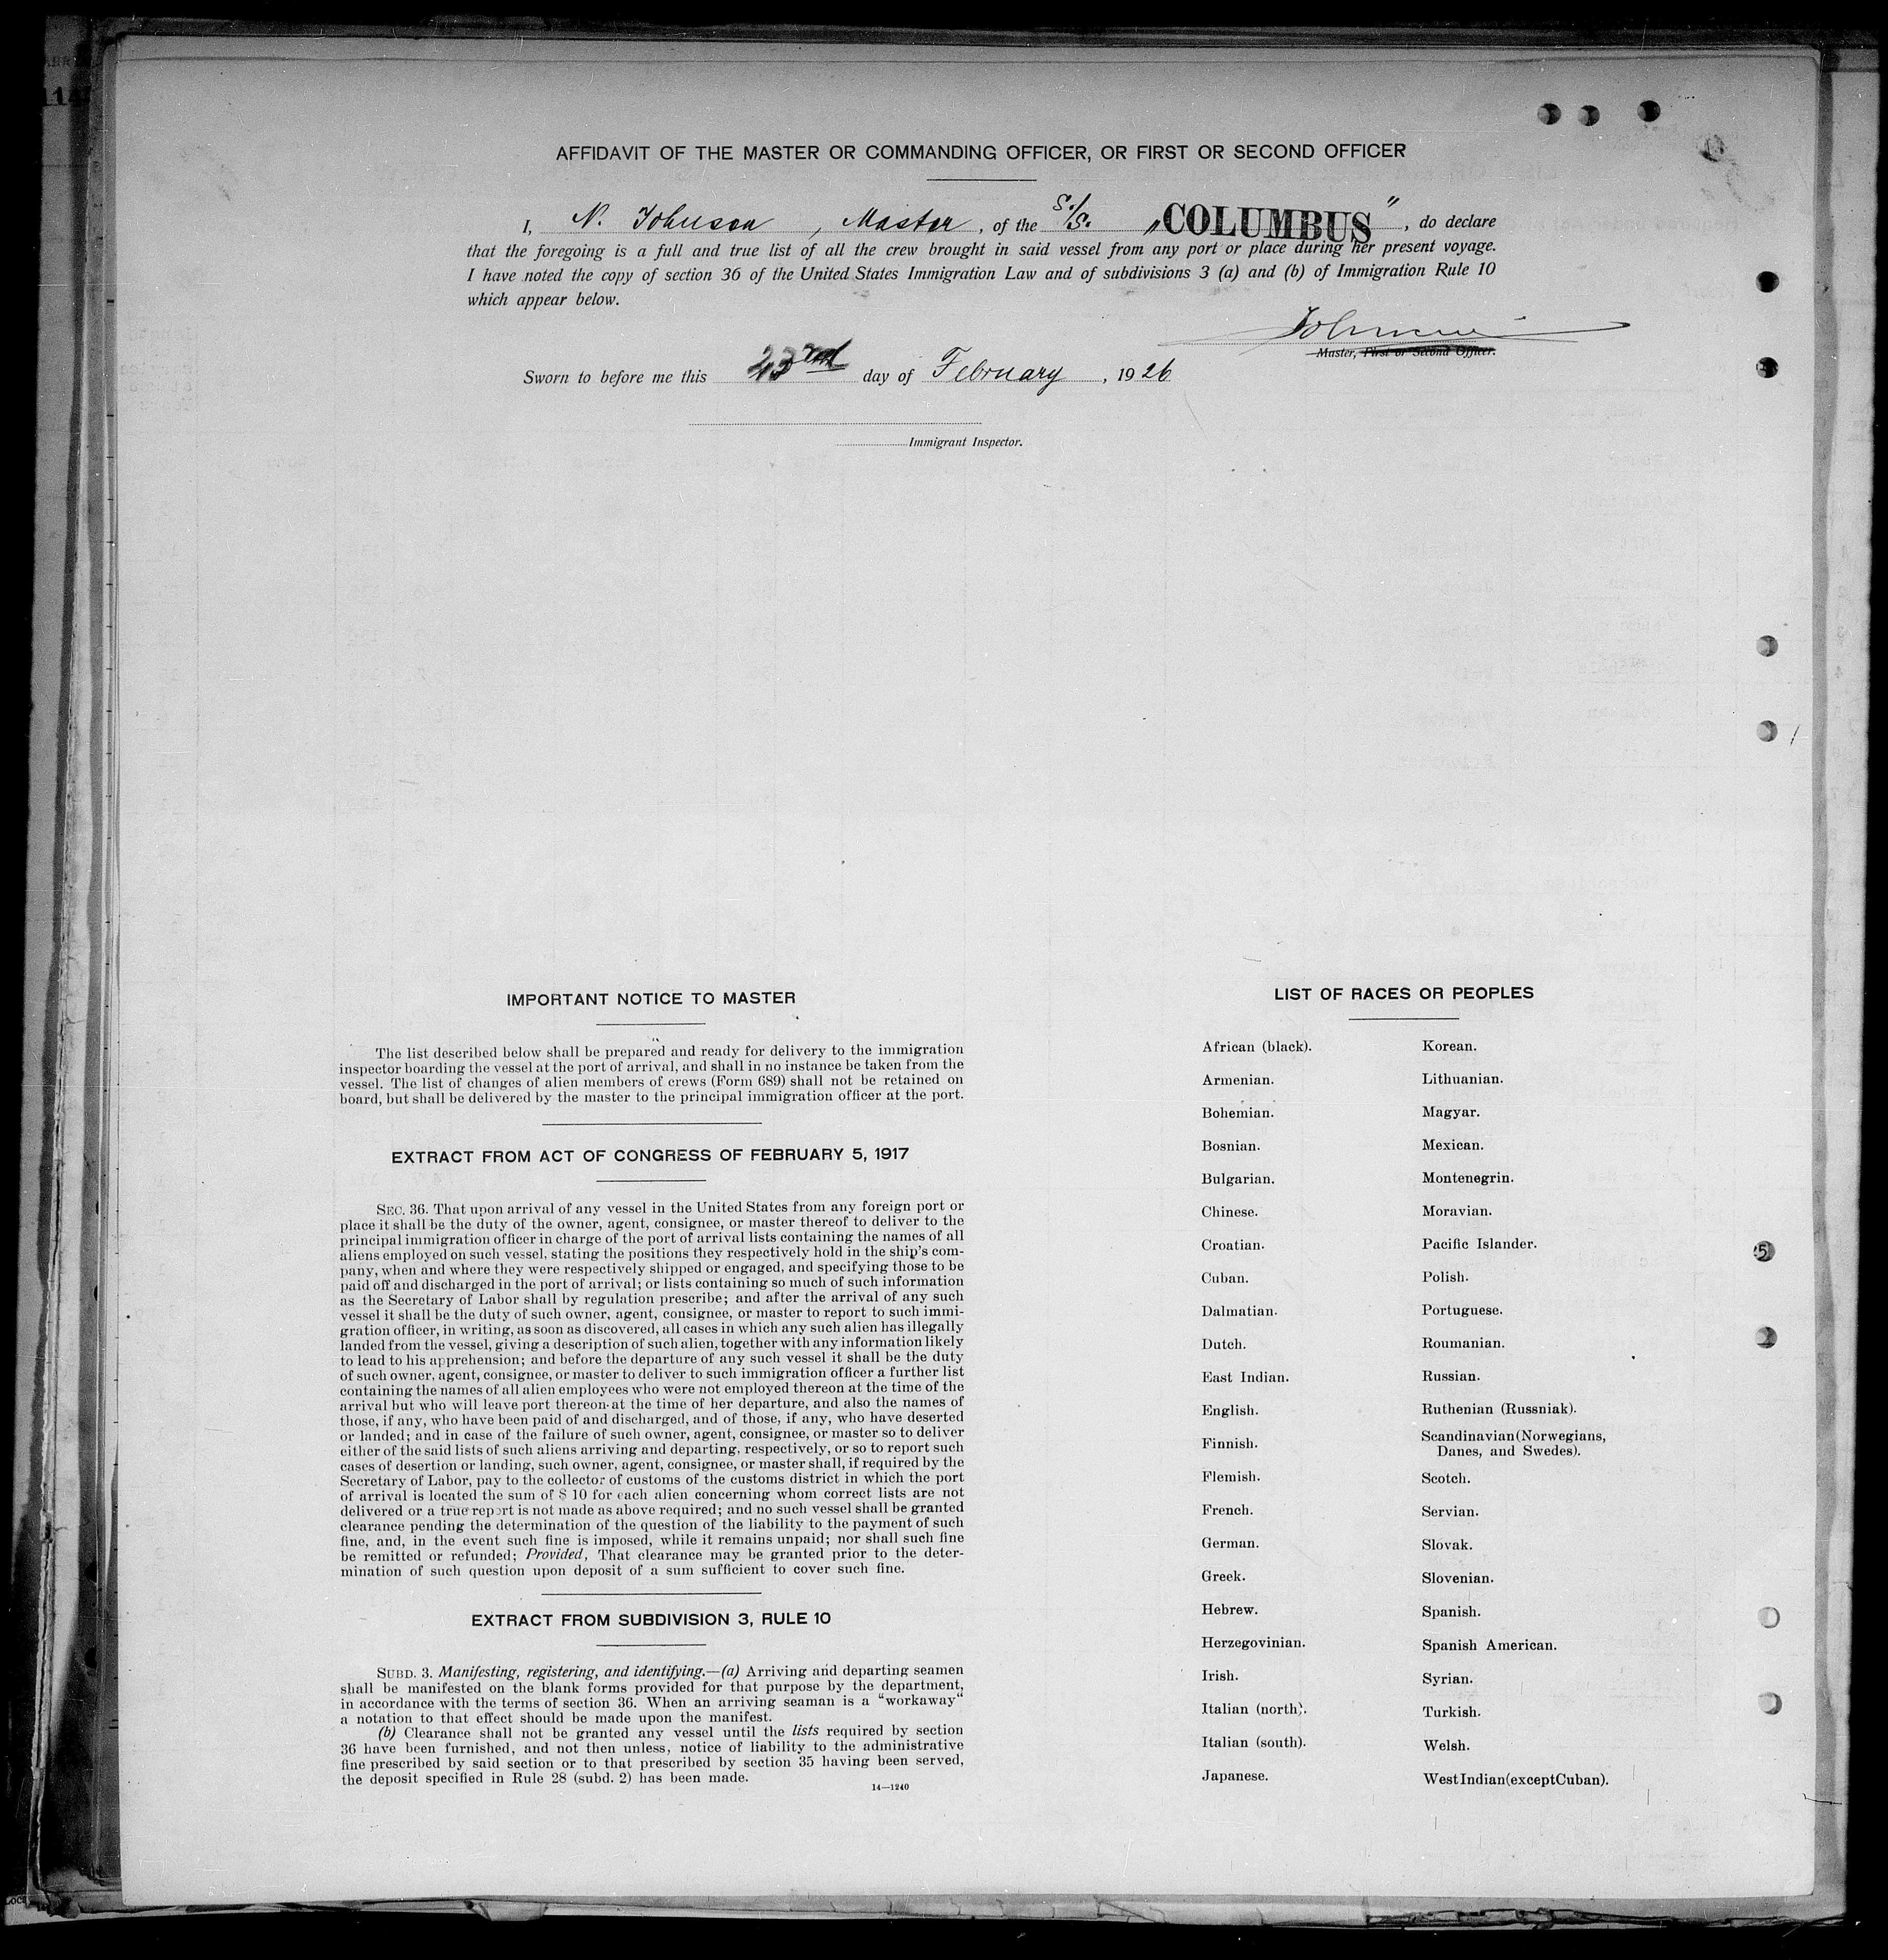 114
AFFIDAVIT OF THE MASTER OR COMMANDING OFFICER, OR FIRST OR SECOND OFFICER
I, N. Johnsen, Master, of the S./S. „COLUMBUS”, do declare
that the foregoing is a full and true list of all the crew brought in said vessel from any port or place during her present voyage.
I have noted the copy of section 36 of the United States Immigration Law and of subdivisions 3 (a) and (b) of Immigration Rule 10
which appear below.
Johnsen
Master, First or Second Officer.
Sworn to before me this day of February, 1926
Immigrant Inspector.
IMPORTANT NOTICE TO MASTER
The list described below shall be prepared and ready for delivery to the immigration
inspector boarding the vessel at the port of arrival, and shall in no instance be taken from the
vessel. The list of changes of alien members of crews (Form 689) shall not be retained on
board, but shall be delivered by the master to the principal immigration officer at the port.
EXTRACT FROM ACT OF CONGRESS OF FEBRUARY 5, 1917
SEC. 36. That upon arrival of any vessel in the United States from any foreign port or
place it shall be the duty of the owner, agent, consignee, or master thereof to deliver to the
principal immigration officer in charge of the port of arrival lists containing the names of all
aliens employed on such vessel, stating the positions they respectively hold in the ship's com-
pany, when and where they were respectively shipped or engaged, and specifying those to be
paid off and discharged in the port of arrival; or lists containing so much of such information
as the Secretary of Labor shall by regulation prescribe; and after the arrival of any such
vessel it shall be the duty of such owner, agent, consignee, or master to report to such immi-
gration officer, in writing, as soon as discovered, all cases in which any such alien has illegally
landed from the vessel, giving a description of such alien, together with any information likely
to lead to his apprehension; and before the departure of any such vessel it shall be the duty
of such owner, agent, consignee, or master to deliver to such immigration officer a further list
containing the names of all alien employees who were not employed thereon at the time of the
arrival but who will leave port thereon at the time of her departure, and also the names of
those, if any, who have been paid of and discharged, and of those, if any, who have deserted
or landed; and in case of the failure of such owner, agent, consignee, or master so to deliver
either of the said lists of such aliens arriving and departing, respectively, or so to report such
cases of desertion or landing, such owner, agent, consignee, or master shall, if required by the
Secretary of Labor, pay to the collector of customs of the customs district in which the port
of arrival is located the sum of $ 10 for each alien concerning whom correct lists are not
delivered or a true report is not made as above required; and no such vessel shall be granted
clearance pending the determination of the question of the liability to the payment of such
fine, and, in the event such fine is imposed, while it remains unpaid; nor shall such fine
be remitted or refunded; Provided, That clearance may be granted prior to the deter-
mination of such question upon deposit of a sum sufficient to cover such fine.
EXTRACT FROM SUBDIVISION 3, RULE 10
SUBD. 3. Manifesting, registering, and identifying.—(a) Arriving and departing seamen
shall be manifested on the blank forms provided for that purpose by the department,
in accordance with the terms of section 36. When an arriving seaman is a “workaway“
a notation to that effect should be made upon the manifest.
(b) Clearance shall not be granted any vessel until the lists required by section
36 have been furnished, and not then unless, notice of liability to the administrative
fine prescribed by said section or to that prescribed by section 35 having been served,
the deposit specified in Rule 28 (subd. 2) has been made.
14—1240
LIST OF RACES OR PEOPLES
African (black).
Armenian.
Bohemian.
Bosnian.
Bulgarian.
Chinese.
Croatian.
Cuban.
Dalmatian.
Dutch.
East Indian.
English.
Finnish.
Flemish.
French.
German.
Greek.
Hebrew.
Herzegovinian.
Irish.
Italian (north).
Italian (south).
Japanese.
Korean.
Lithuanian.
Magyar.
Mexican.
Montenegrin.
Moravian.
Pacific Islander.
Polish.
Portuguese.
Roumanian.
Russian.
Ruthenian (Russniak).
Scandinavian (Norwegians,
Danes, and Swedes).
Scotch.
Servian.
Slovak.
Slovenian.
Spanish.
Spanish American.
Syrian.
Turkish.
Welsh.
West Indian (except Cuban).